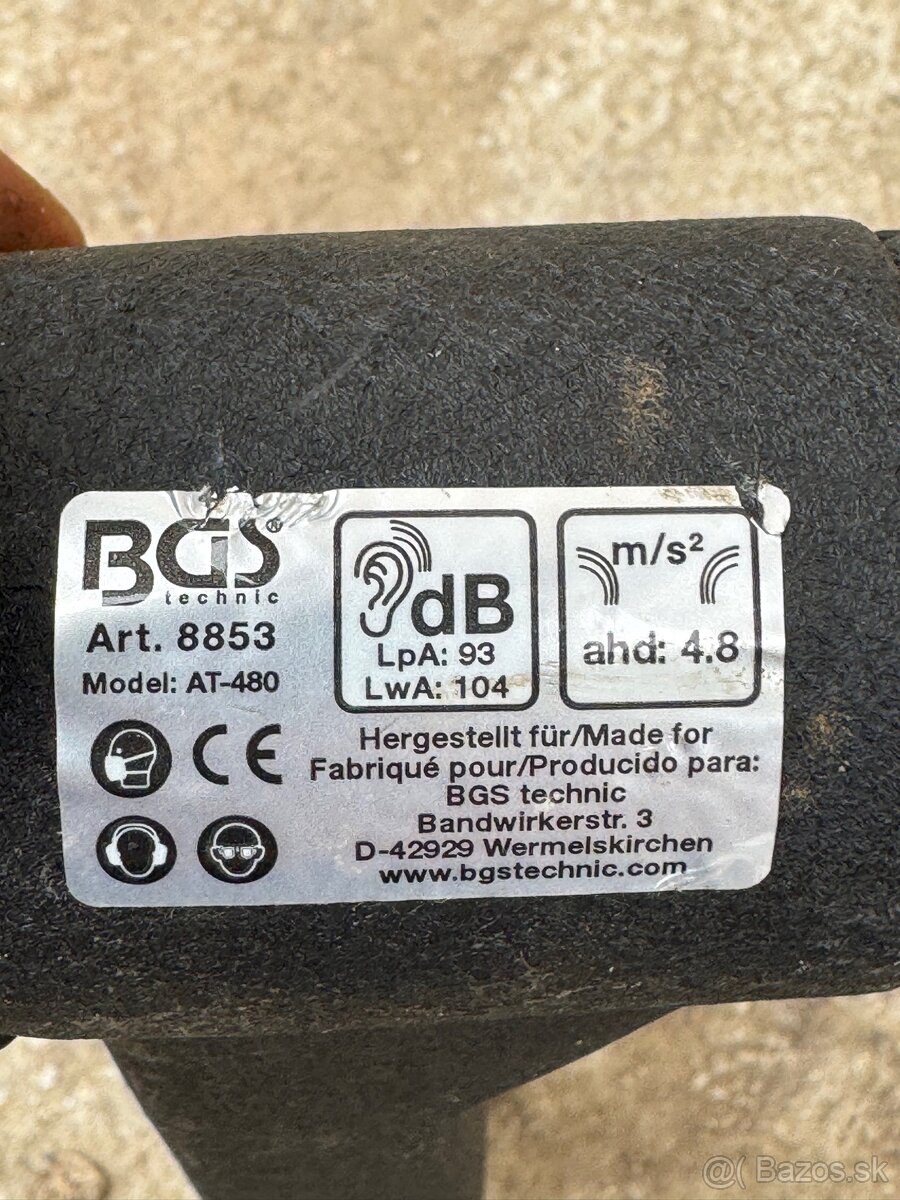 BGS®
technic
Art. 8853
Model: AT-480
CE
dB
LpA: 93
LwA: 104
m/s²
ahd: 4.8
Hergestellt für/Made for
Fabriqué pour/Producido para:
BGS technic
Bandwirkerstr. 3
D-42929 Wermelskirchen
www.bgstechnic.com
@( Bazos.sk